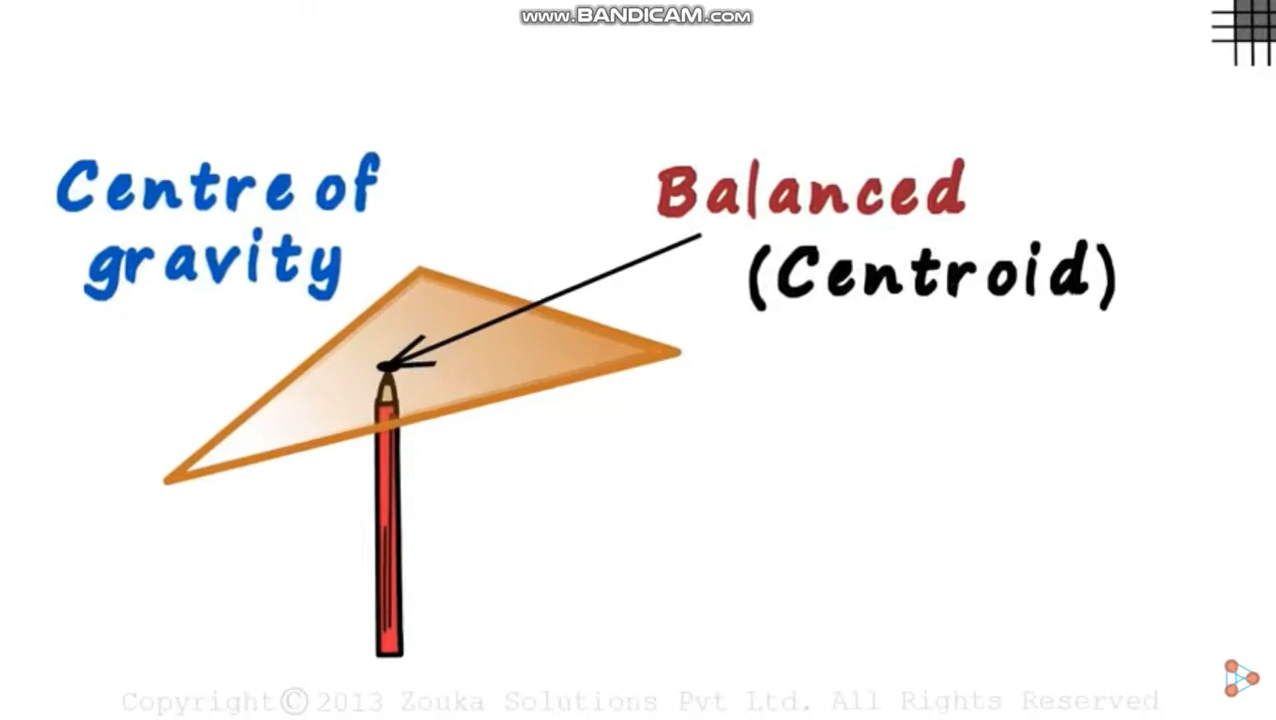 www.BANDICAM.com
Centre of
gravity
Balanced
(Centroid)
Copyright© 2013 Zouka Solutions Pvt Ltd. All Rights Reserved